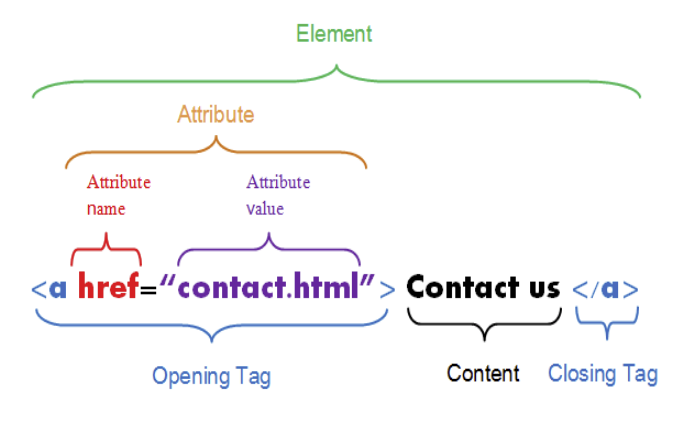 Element
Attribute
Attribute Attribute
name value
<a href=“contact.html”> Contact us </a>
Opening Tag Content Closing Tag